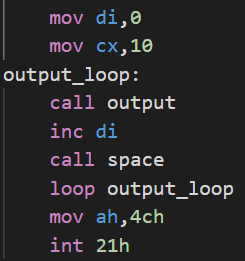 mov di,0
mov cx,10
output_loop:
call output
inc di
call space
loop output_loop
mov ah,4ch
int 21h